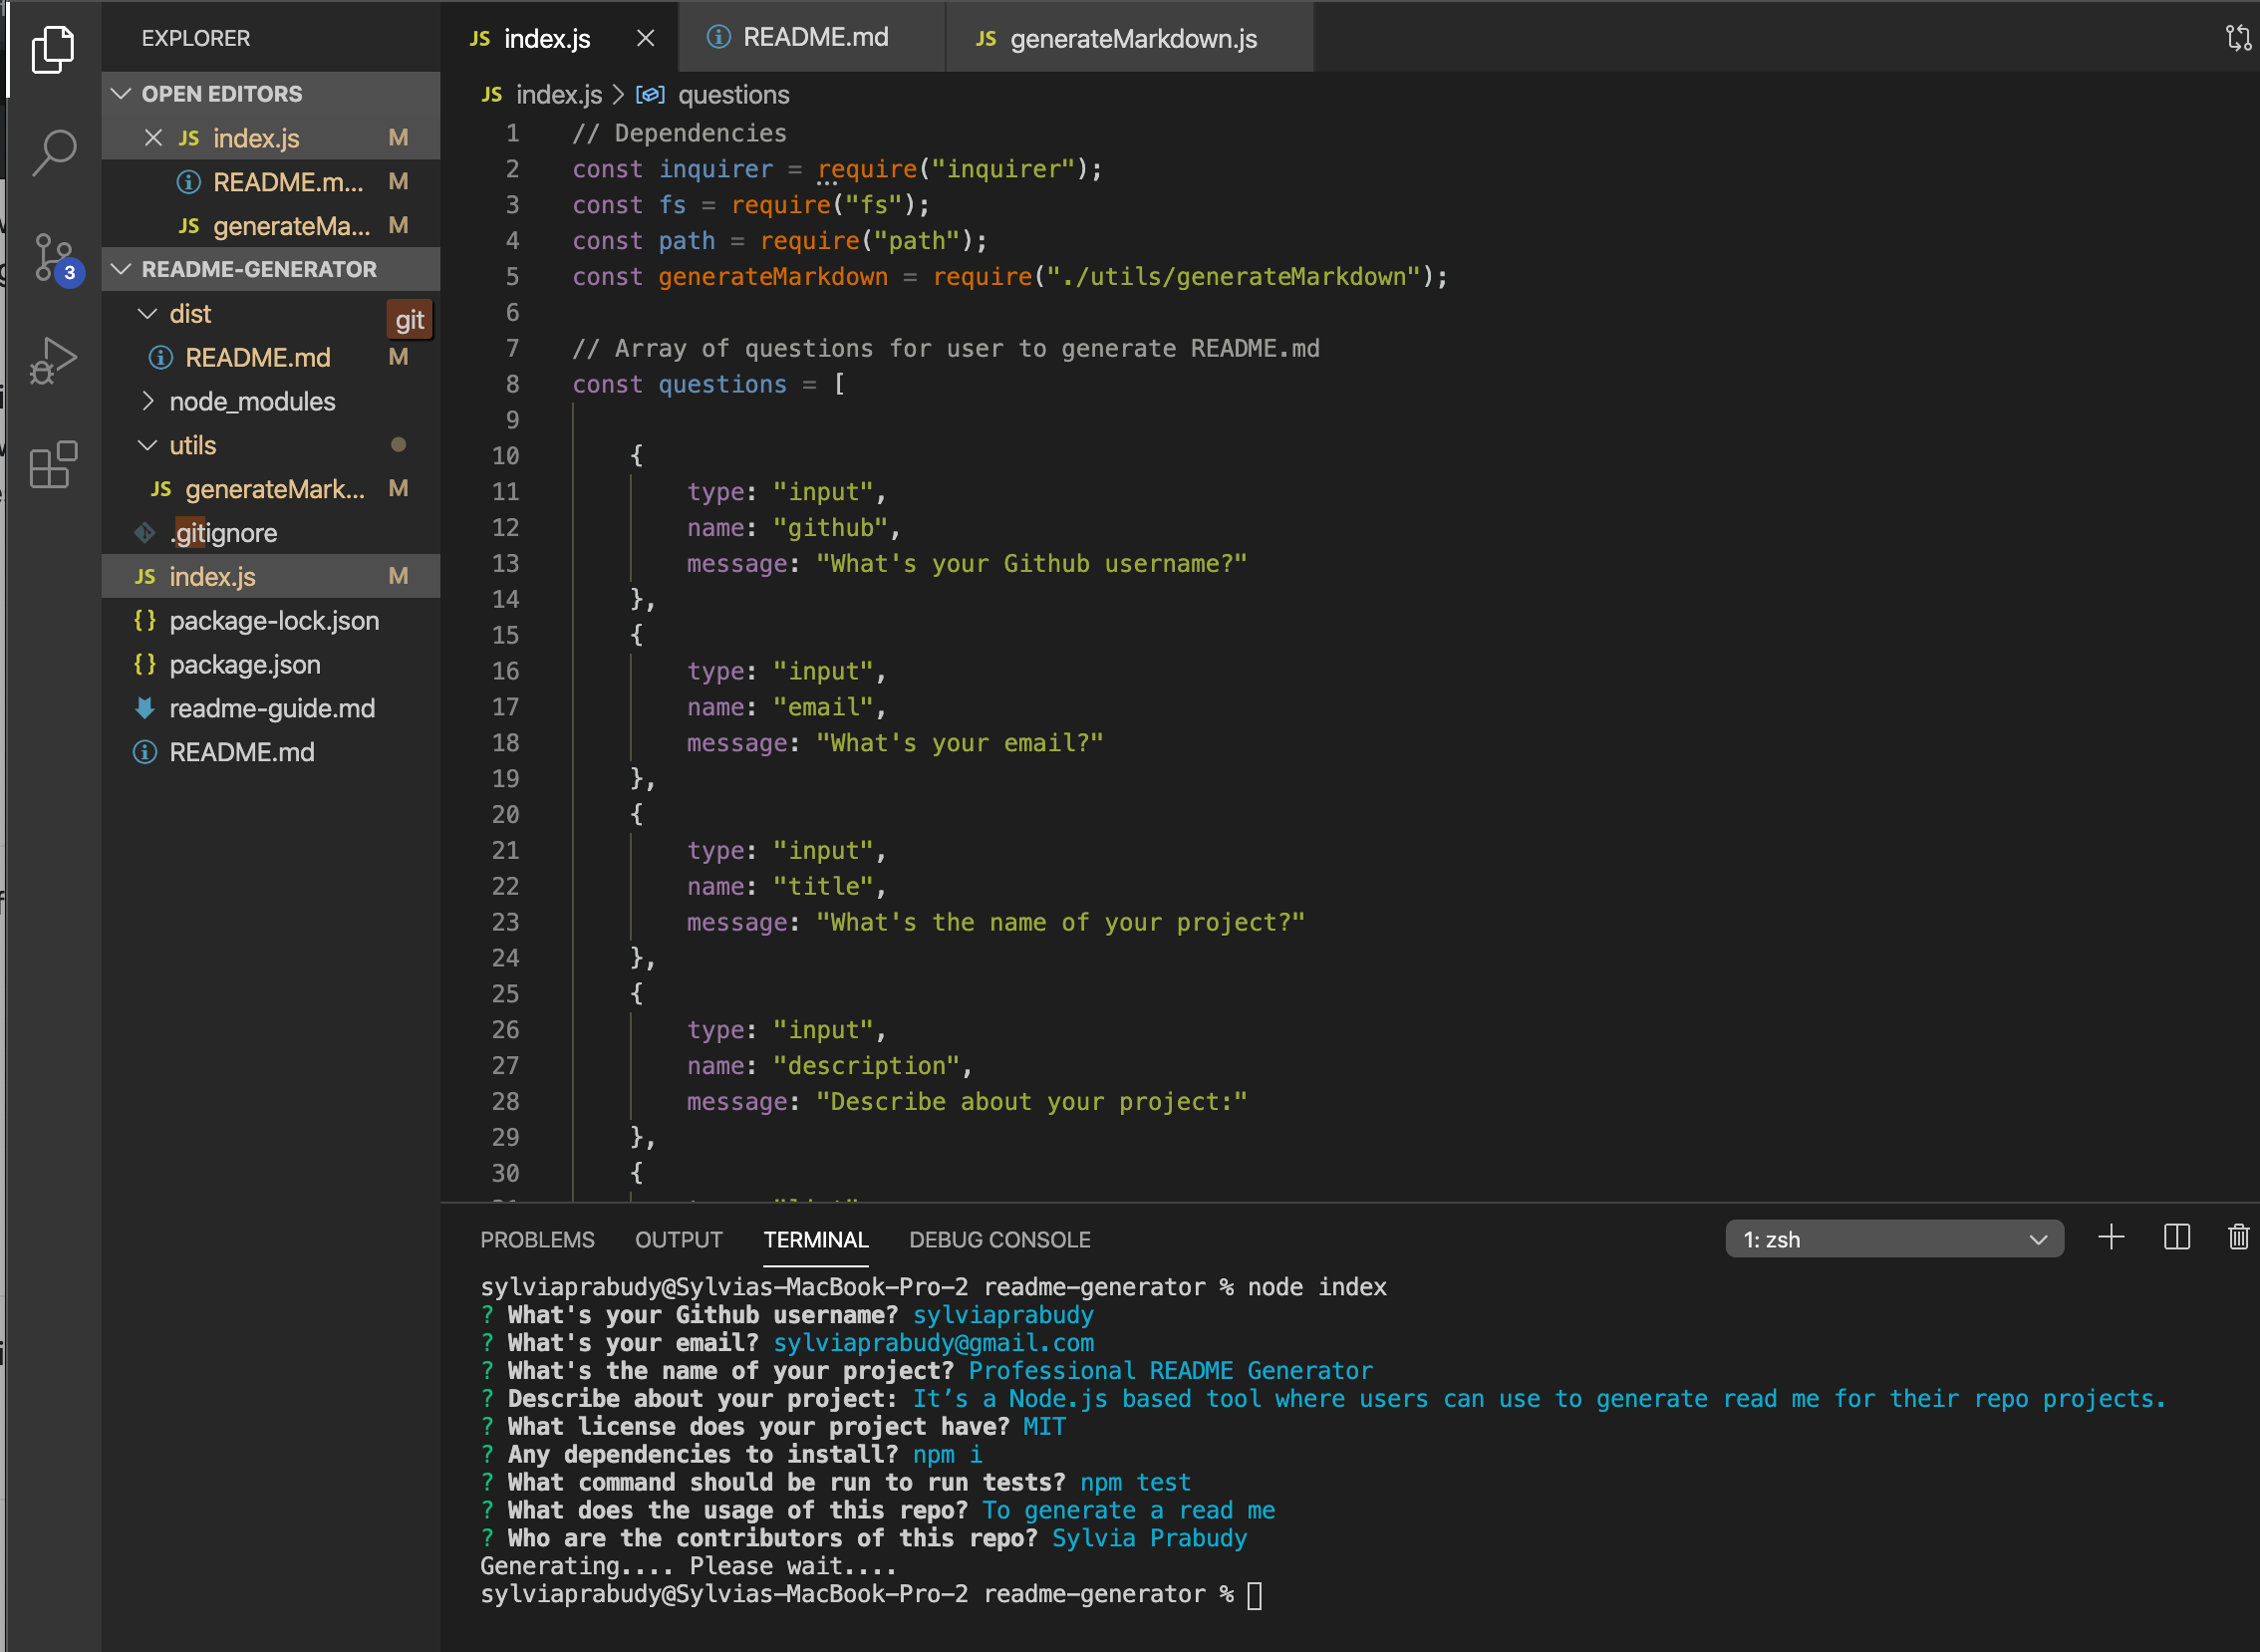 EXPLORER
OPEN EDITORS
JS index.js M
README.m... M
JS generateMa... M
3
README-GENERATOR
dist
git
README.md M
node_modules
utils
JS generateMark... M
.gitignore
JS index.js M
{} package-lock.json
{} package.json
readme-guide.md
README.md
JS index.js
README.md
JS generateMarkdown.js
JS index.js > questions
1 // Dependencies
2 const inquirer = require("inquirer");
3 const fs = require("fs");
4 const path = require("path");
5 const generateMarkdown = require("./utils/generateMarkdown");
6
7 // Array of questions for user to generate README.md
8 const questions = [
9
10 {
11 type: "input",
12 name: "github",
13 message: "What's your Github username?"
14 },
15 {
16 type: "input",
17 name: "email",
18 message: "What's your email?"
19 },
20 {
21 type: "input",
22 name: "title",
23 message: "What's the name of your project?"
24 },
25 {
26 type: "input",
27 name: "description",
28 message: "Describe about your project:"
29 },
30 {
PROBLEMS OUTPUT TERMINAL DEBUG CONSOLE 1: zsh
sylviaprabudy@Sylvias-MacBook-Pro-2 readme-generator % node index
? What's your Github username? sylviaprabudy
? What's your email? sylviaprabudy@gmail.com
? What's the name of your project? Professional README Generator
? Describe about your project: It’s a Node.js based tool where users can use to generate read me for their repo projects.
? What license does your project have? MIT
? Any dependencies to install? npm i
? What command should be run to run tests? npm test
? What does the usage of this repo? To generate a read me
? Who are the contributors of this repo? Sylvia Prabudy
Generating.... Please wait....
sylviaprabudy@Sylvias-MacBook-Pro-2 readme-generator %